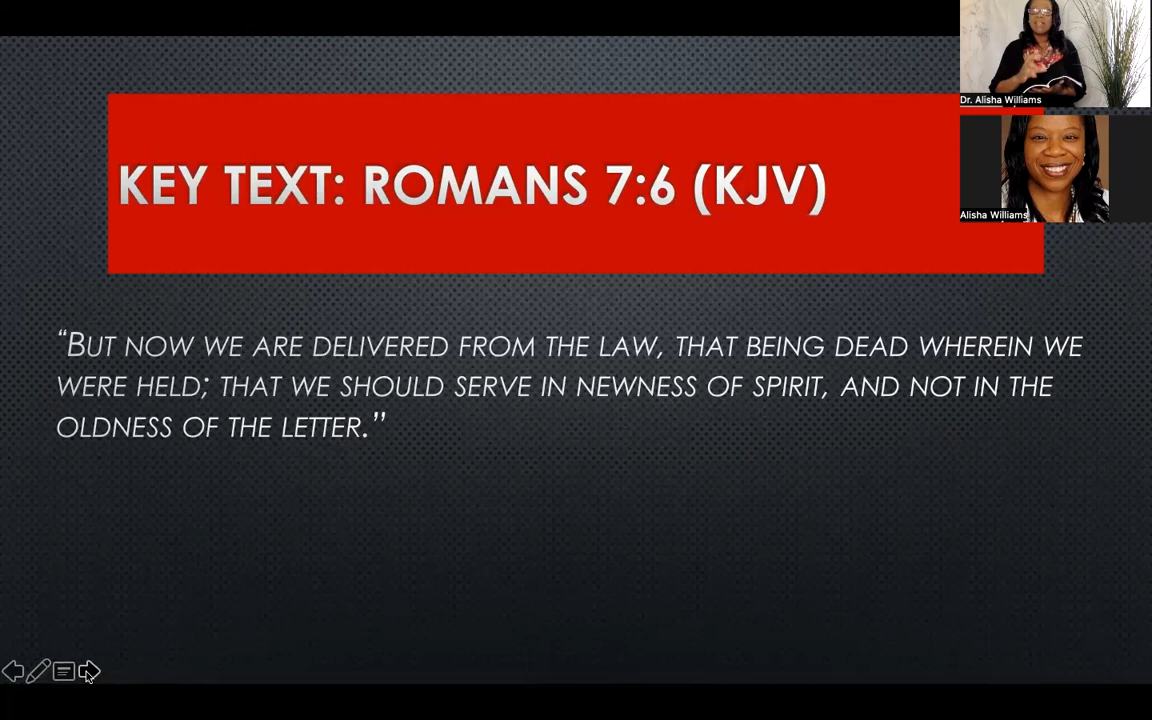 KEY TEXT: ROMANS 7:6 (KJV)
“BUT NOW WE ARE DELIVERED FROM THE LAW, THAT BEING DEAD WHEREIN WE
WERE HELD; THAT WE SHOULD SERVE IN NEWNESS OF SPIRIT, AND NOT IN THE
OLDNESS OF THE LETTER.”
Dr. Alisha Williams
Alisha Williams